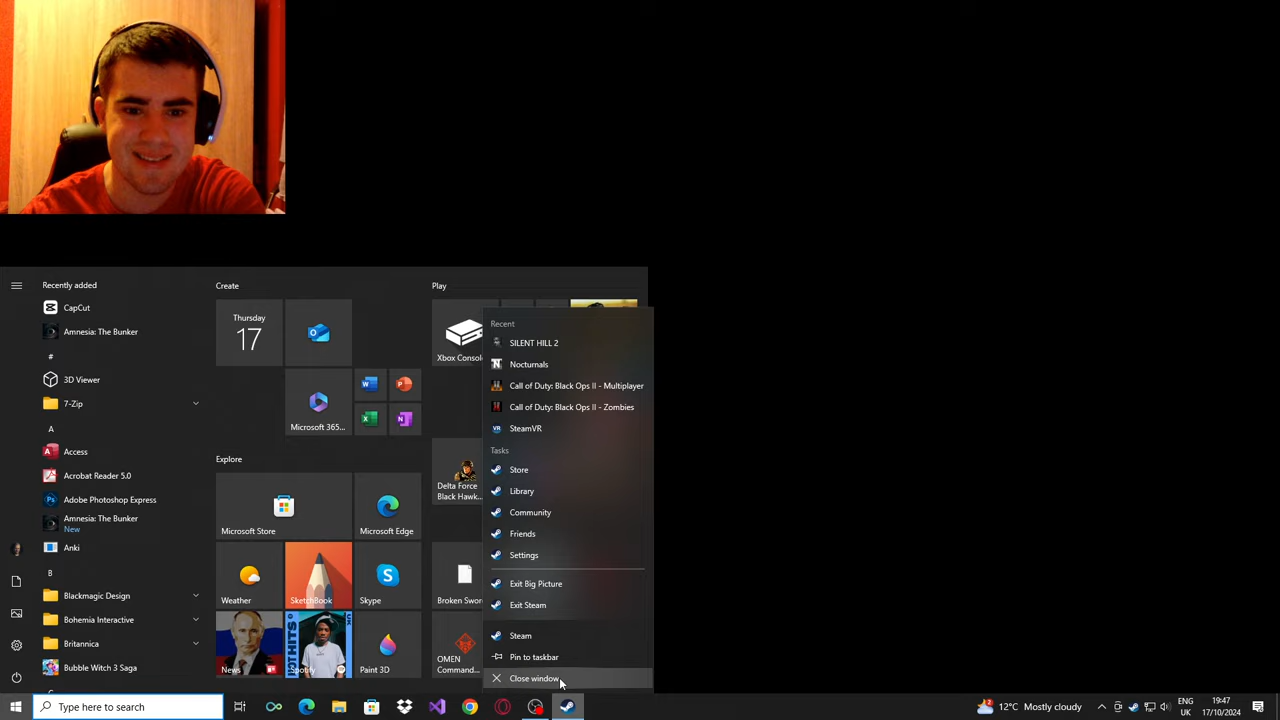 Recently added
CapCut
Amnesia: The Bunker
#
3D Viewer
7-Zip
A
Access
Acrobat Reader 5.0
Adobe Photoshop Express
Amnesia: The Bunker
New
Anki
B
Blackmagic Design
Bohemia Interactive
Britannica
Bubble Witch 3 Saga
Create
Thursday
17
Microsoft 365...
Explore
Microsoft Store
Microsoft Edge
Weather
SketchBook
Skype
News
Spotify
Paint 3D
Play
Xbox Console
Delta Force
Black Hawk...
Broken Sword
OMEN
Command...
Recent
SILENT HILL 2
Nocturnals
Call of Duty: Black Ops II - Multiplayer
Call of Duty: Black Ops II - Zombies
SteamVR
Tasks
Store
Library
Community
Friends
Settings
Exit Big Picture
Exit Steam
Steam
Pin to taskbar
Close window
Type here to search
2
12°C Mostly cloudy
ENG
UK
19:47
17/10/2024